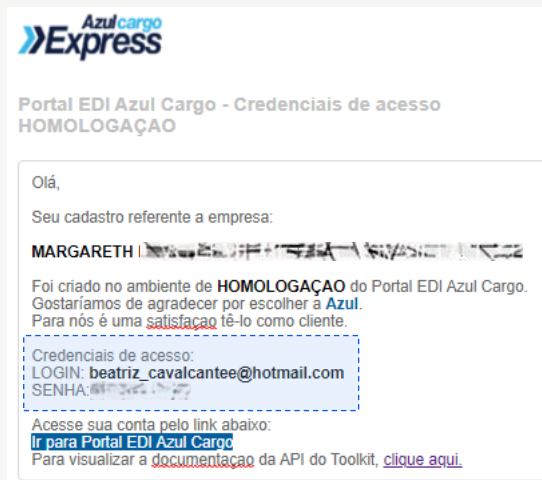 Azul cargo
Express
Portal EDI Azul Cargo - Credenciais de acesso
HOMOLOGAÇAO
Olá,
Seu cadastro referente a empresa:
MARGARETH
Foi criado no ambiente de HOMOLOGAÇAO do Portal EDI Azul Cargo.
Gostaríamos de agradecer por escolher a Azul.
Para nós é uma satisfaçao tê-lo como cliente.
Credenciais de acesso:
LOGIN: beatriz_cavalcantee@hotmail.com
SENHA:
Acesse sua conta pelo link abaixo:
Ir para Portal EDI Azul Cargo
Para visualizar a documentaçao da API do Toolkit, clique aqui.